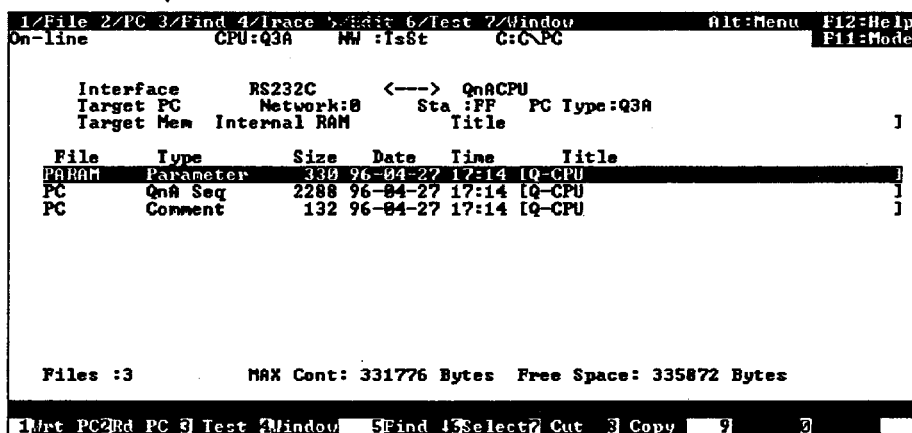 1/File 2/PC 3/Find 4/Trace 5/Edit 6/Test 7/Window Alt:Menu F12:Help
On-line CPU:Q3A NW :TsSt C:C\PC F11:Mode
Interface RS232C <---> QnACPU
Target PC Network:0 Sta :FF PC Type:Q3A
Target Mem Internal RAM Title ]
File Type Size Date Time Title
PARAM Parameter 330 96-04-27 17:14 [Q-CPU ]
PC QnA Seq 2288 96-04-27 17:14 [Q-CPU ]
PC Comment 132 96-04-27 17:14 [Q-CPU ]
Files :3 MAX Cont: 331776 Bytes Free Space: 335872 Bytes
1Wrt PC2Rd PC 3 Test 4Window 5Find 6Select7 Cut 8 Copy 9 0